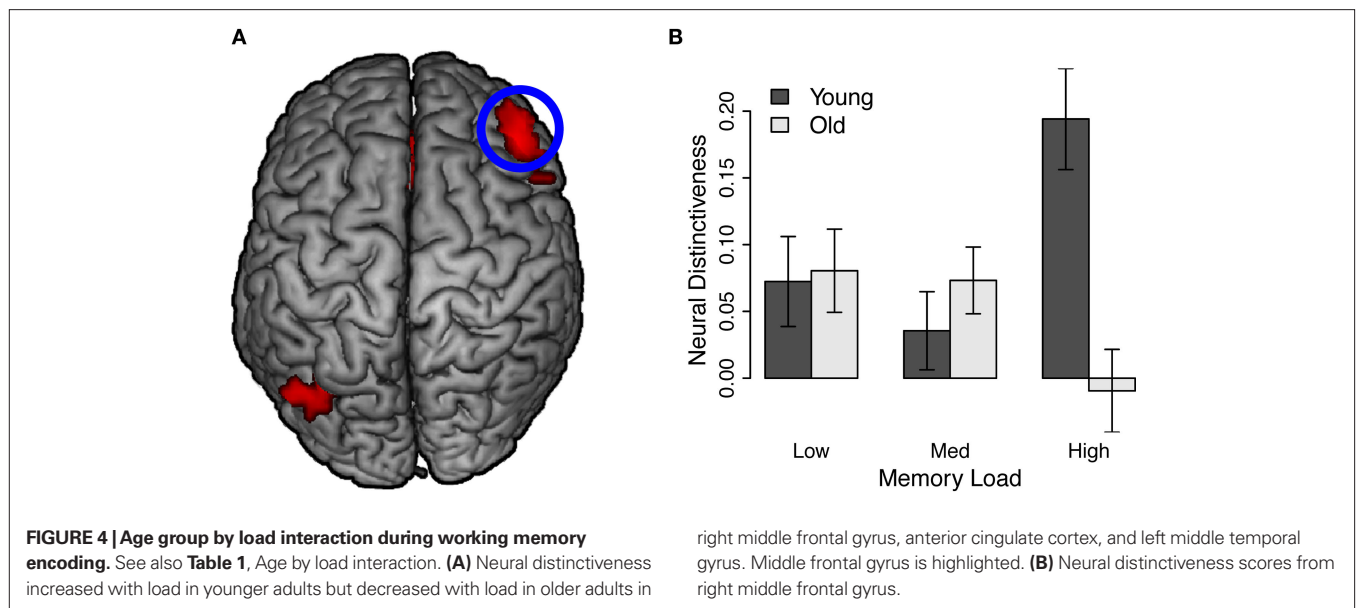 A
B
Young
Old
Neural Distinctiveness
0.20
0.15
0.10
0.05
0.00
Low Med High
Memory Load
FIGURE 4 | Age group by load interaction during working memory
encoding. See also Table 1, Age by load interaction. (A) Neural distinctiveness
increased with load in younger adults but decreased with load in older adults in
right middle frontal gyrus, anterior cingulate cortex, and left middle temporal
gyrus. Middle frontal gyrus is highlighted. (B) Neural distinctiveness scores from
right middle frontal gyrus.